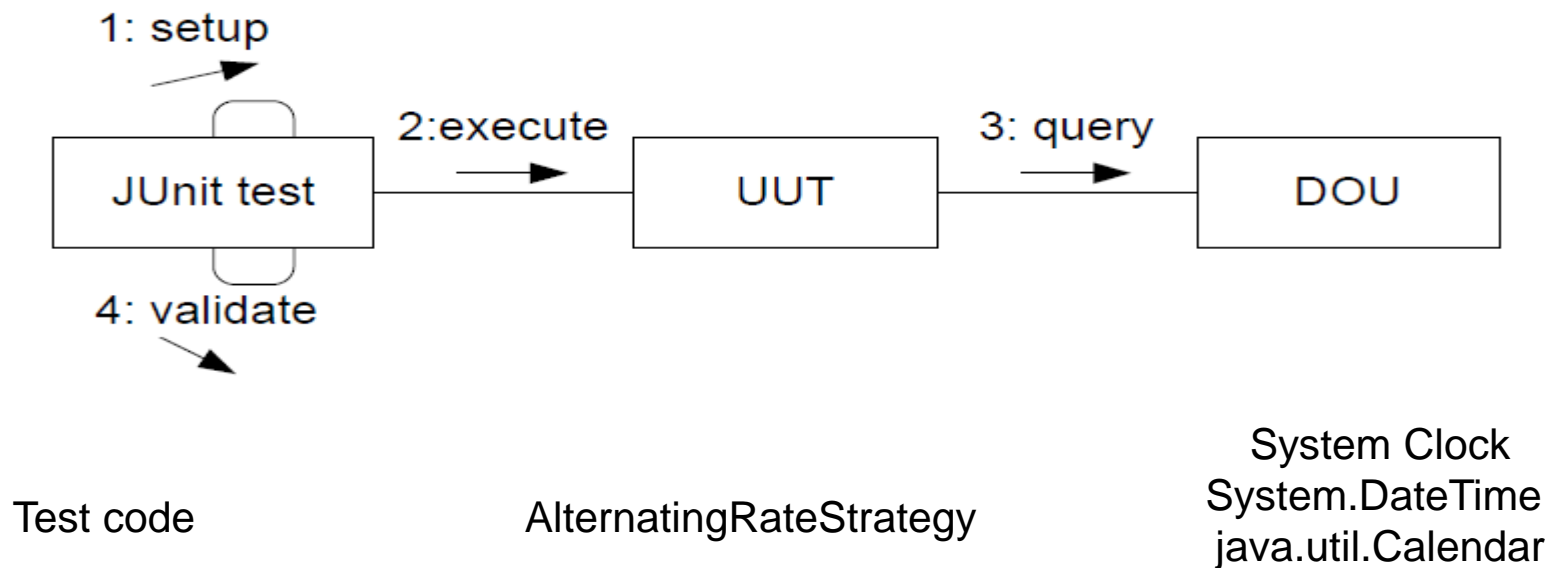 1: setup
2:execute
3: query
JUnit test
UUT
DOU
4: validate
System Clock
Test code
AlternatingRateStrategy
System.DateTime
java.util.Calendar